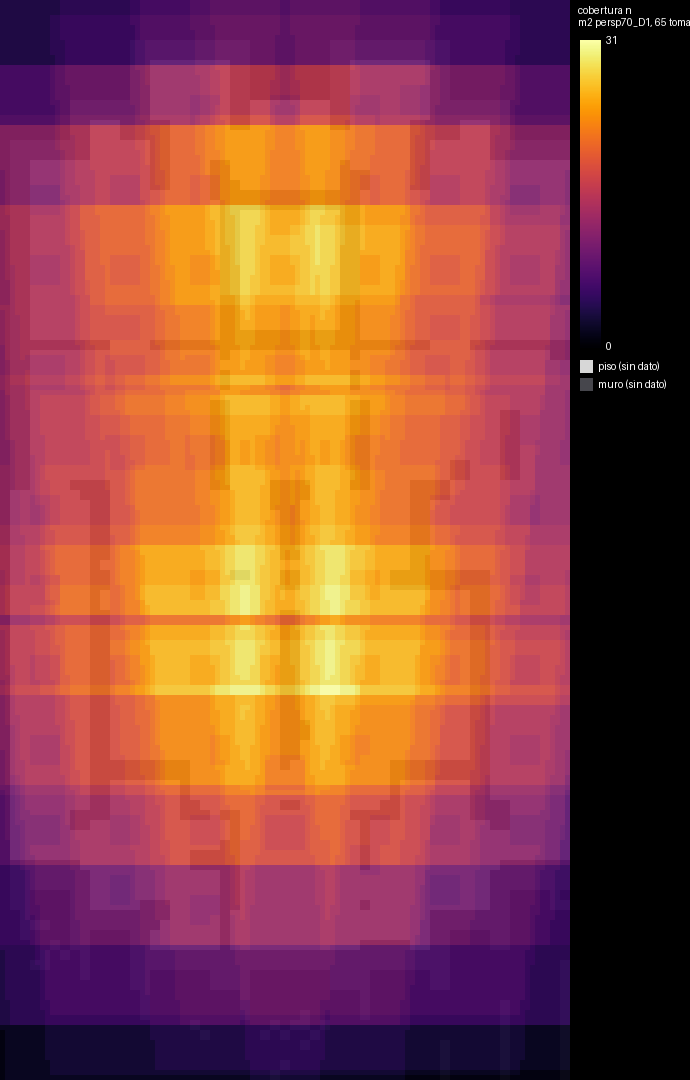 cobertura n
m2 persp70_D1, 65 toma
31
0
piso (sin dato)
muro (sin dato)